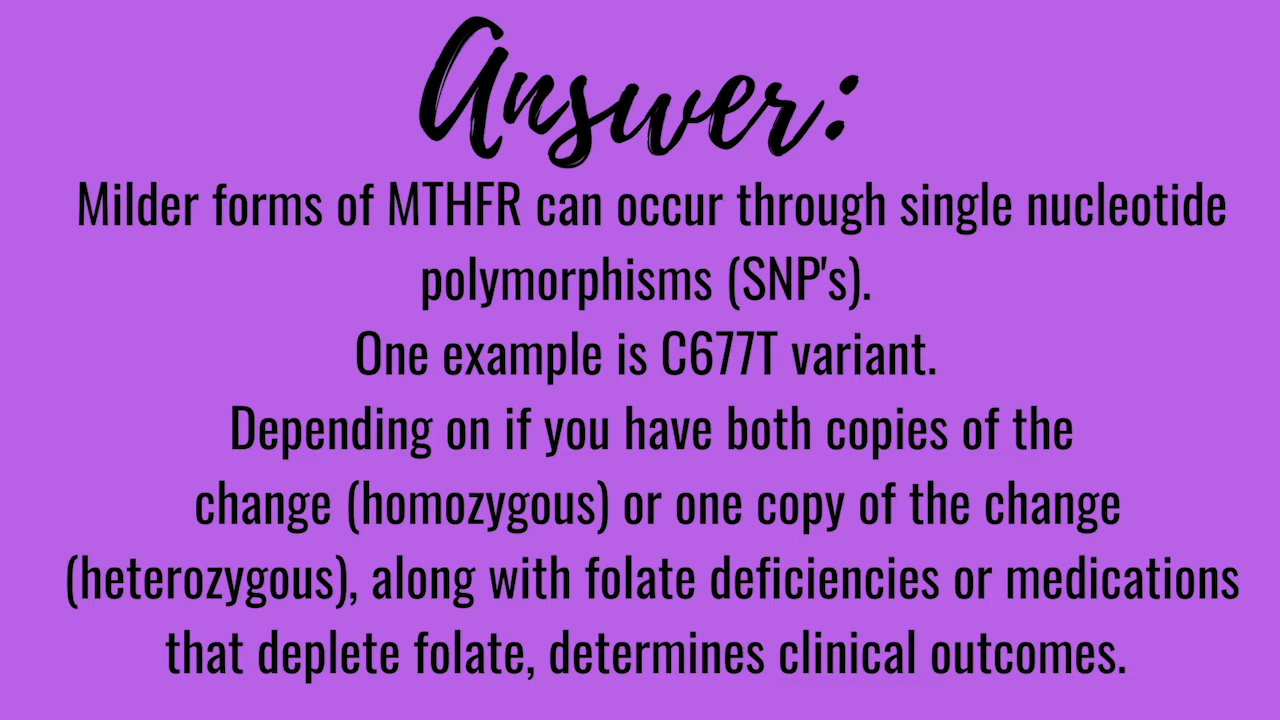 Answer:
Milder forms of MTHFR can occur through single nucleotide
polymorphisms (SNP's).
One example is C677T variant.
Depending on if you have both copies of the
change (homozygous) or one copy of the change
(heterozygous), along with folate deficiencies or medications
that deplete folate, determines clinical outcomes.